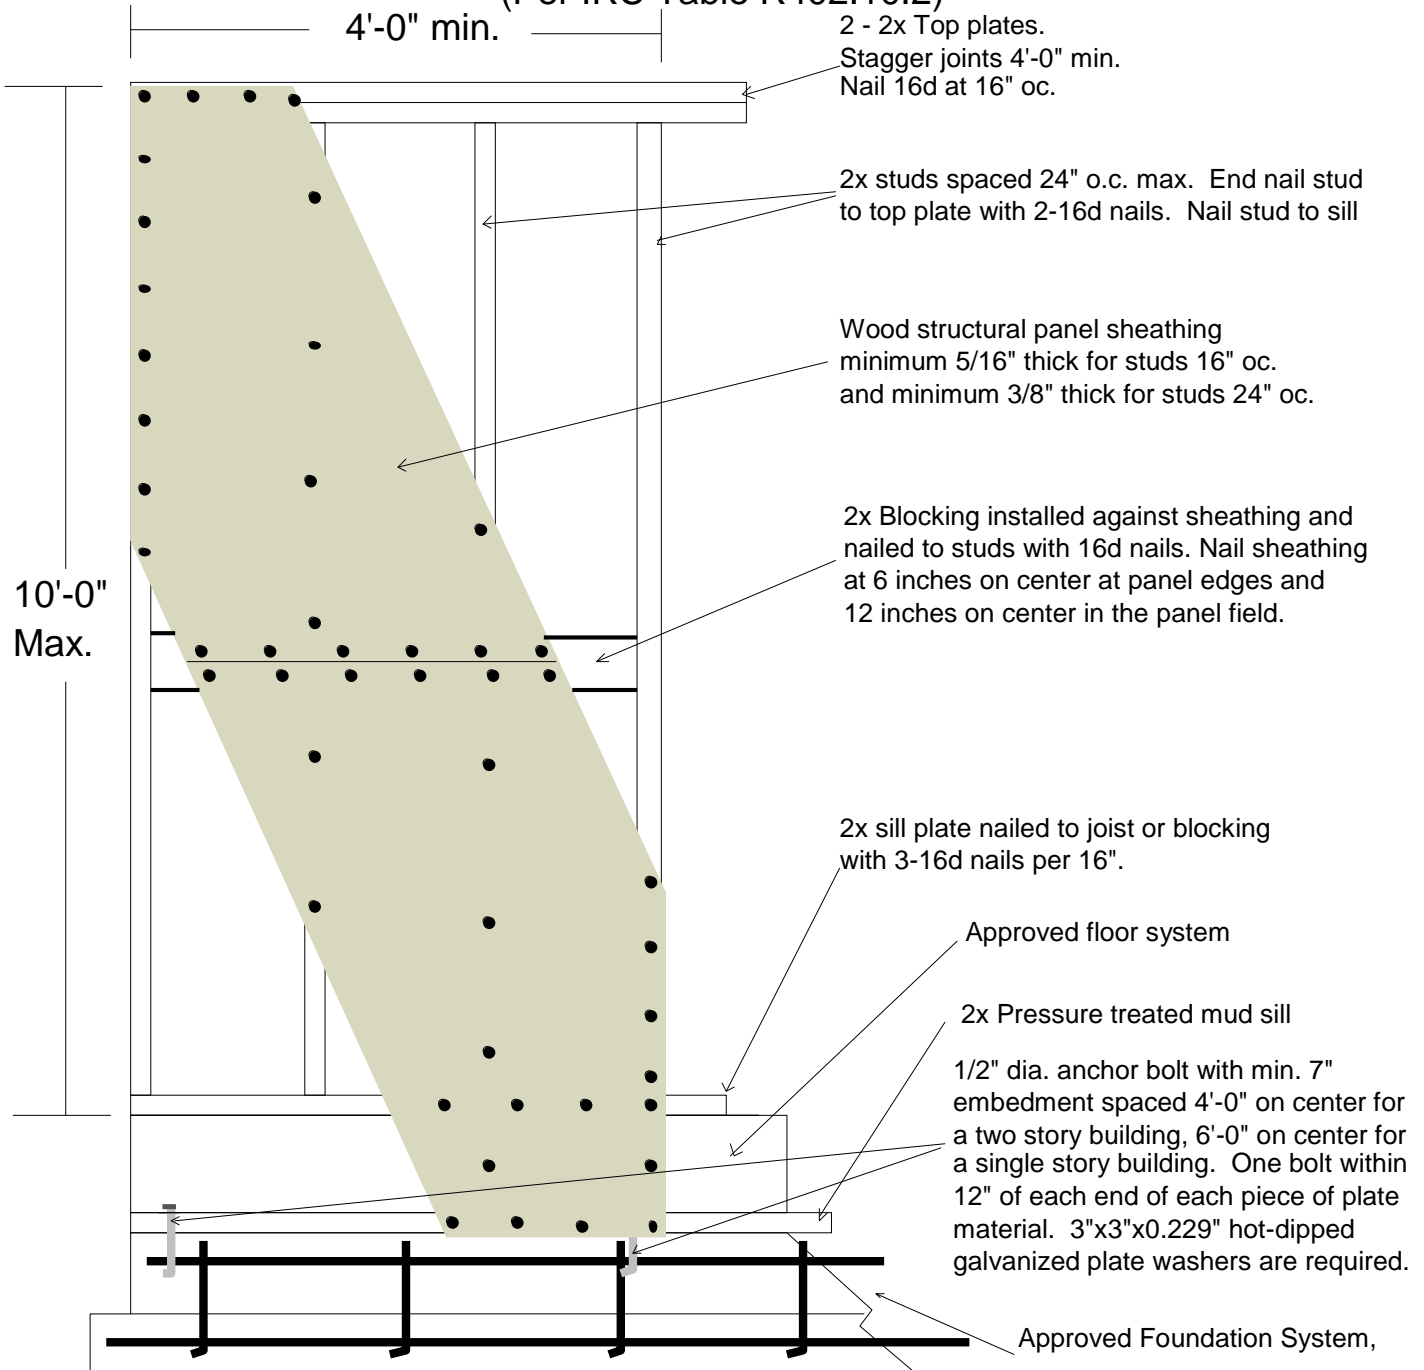 4'-0" min.
2 - 2x Top plates.
Stagger joints 4'-0" min.
Nail 16d at 16" oc.
2x studs spaced 24" o.c. max.  End nail stud
to top plate with 2-16d nails.  Nail stud to sill
Wood structural panel sheathing
minimum 5/16" thick for studs 16" oc.
and minimum 3/8" thick for studs 24" oc.
2x Blocking installed against sheathing and
nailed to studs with 16d nails. Nail sheathing
at 6 inches on center at panel edges and
12 inches on center in the panel field.
10'-0"
Max.
2x sill plate nailed to joist or blocking
with 3-16d nails per 16".
Approved floor system
2x Pressure treated mud sill
1/2" dia. anchor bolt with min. 7"
embedment spaced 4'-0" on center for
a two story building, 6'-0" on center for
a single story building.  One bolt within
12" of each end of each piece of plate
material.  3"x3"x0.229" hot-dipped
galvanized plate washers are required.
Approved Foundation System,